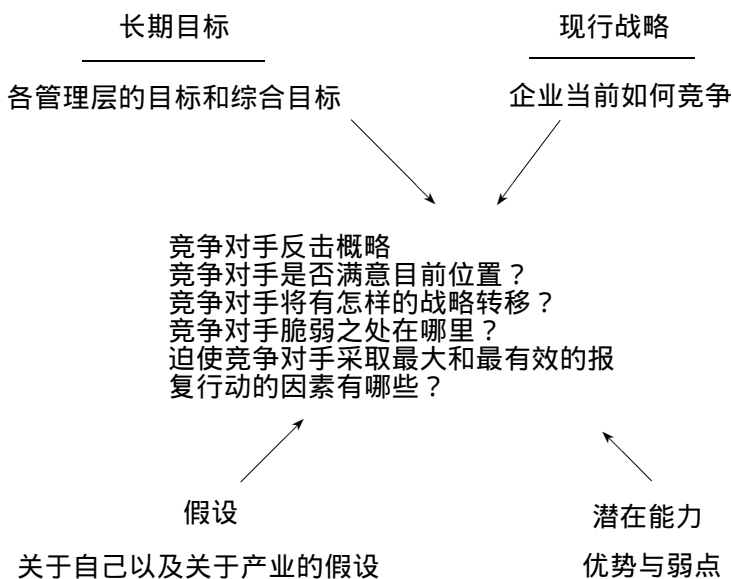 长期目标
现行战略
各管理层的目标和综合目标
企业当前如何竞争
竞争对手反击概略
竞争对手是否满意目前位置？
竞争对手将有怎样的战略转移？
竞争对手脆弱之处在哪里？
迫使竞争对手采取最大和最有效的报
复行动的因素有哪些？
假设
潜在能力
关于自己以及关于产业的假设
优势与弱点